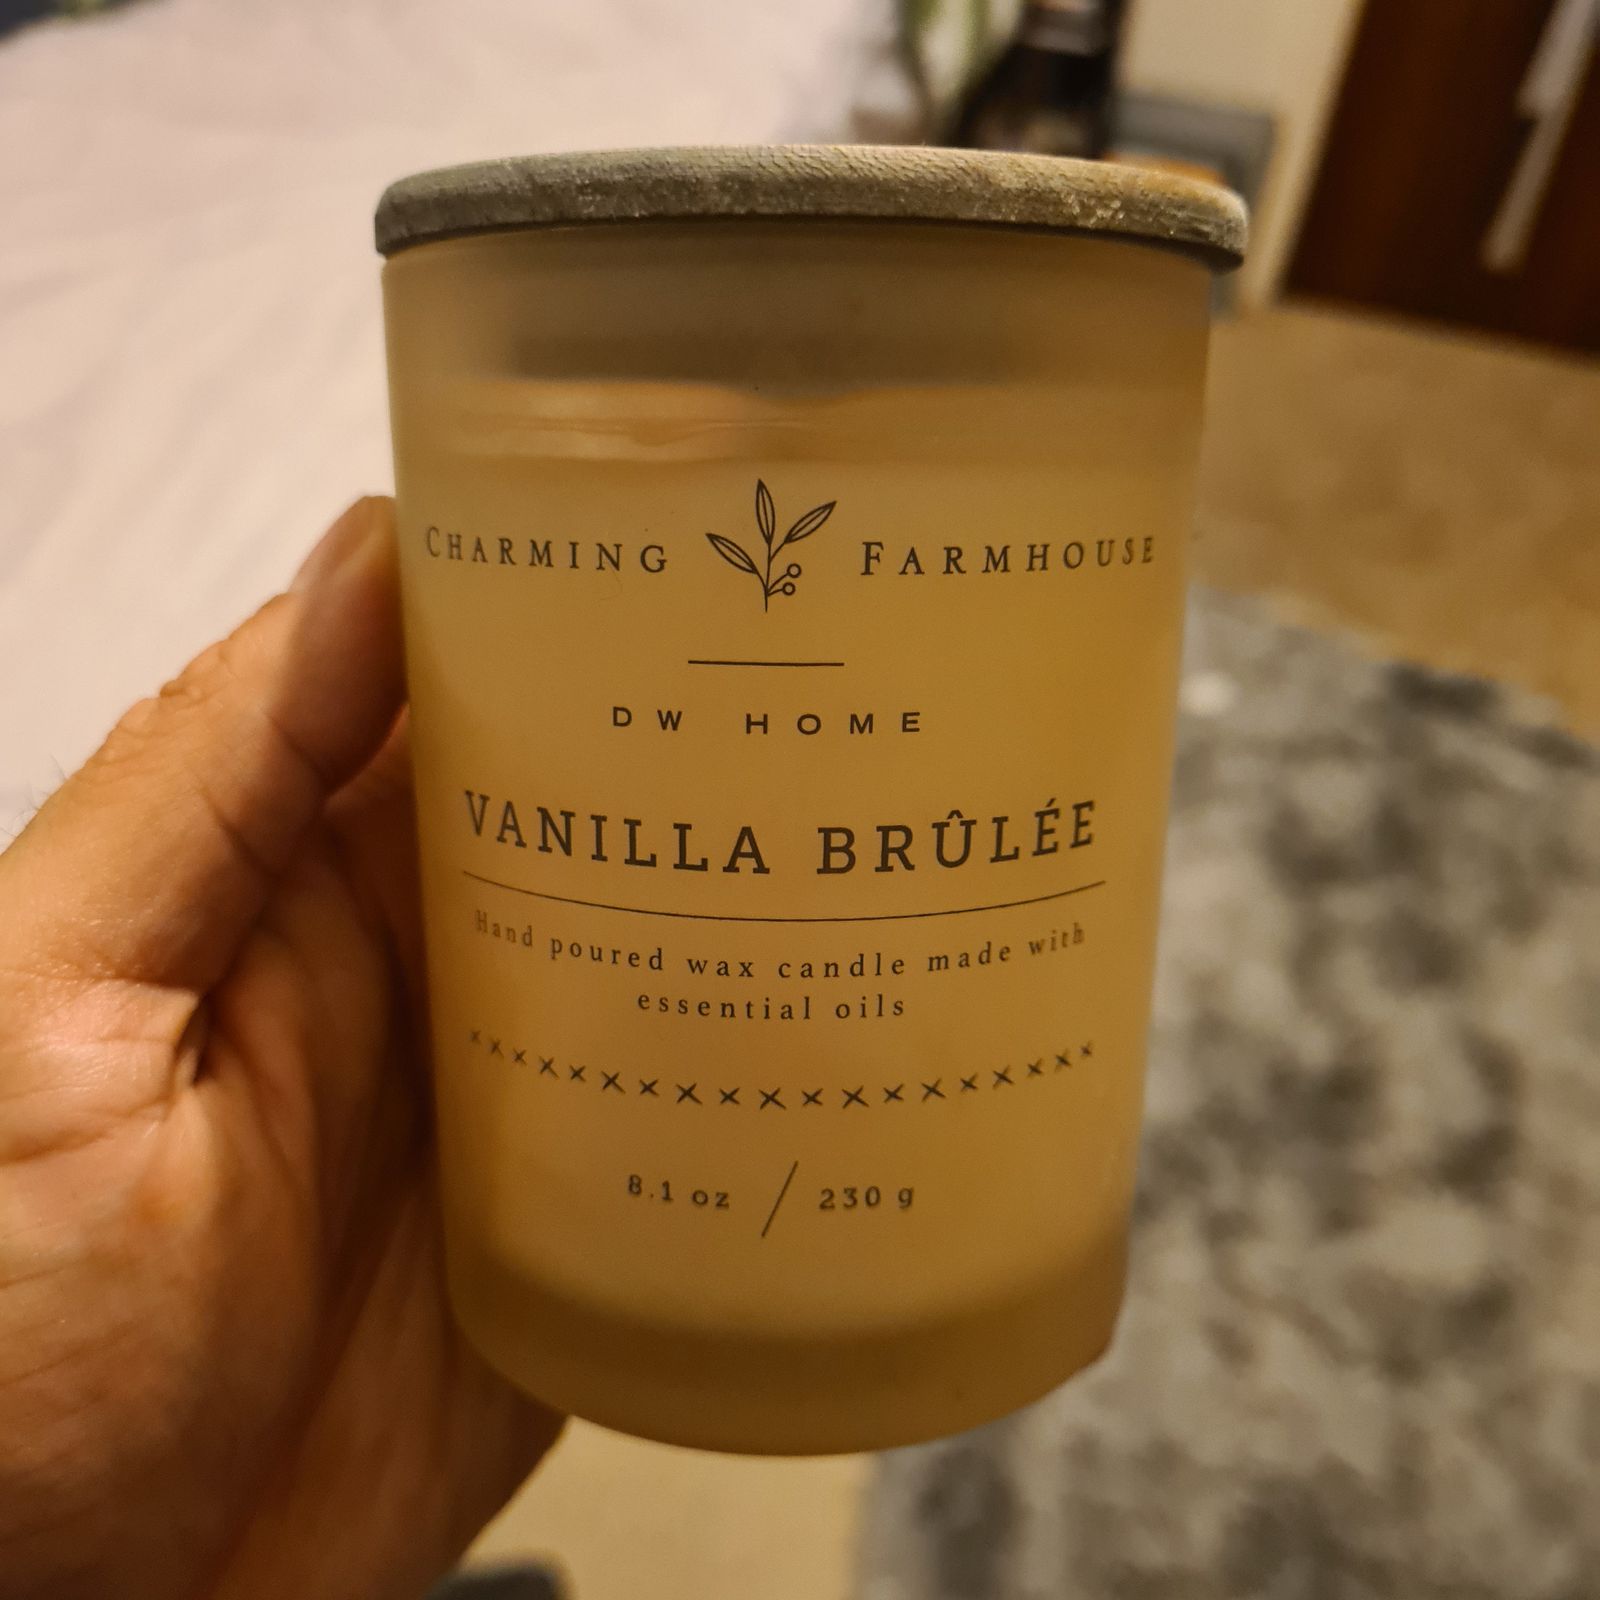 CHARMING FARMHOUSE
DW HOME
VANILLA BRÛLÉE
Hand poured wax candle made with
essential oils
8.1 oz / 230 g